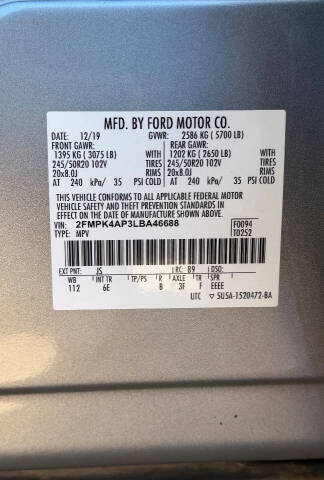 MFD. BY FORD MOTOR CO.
DATE: 12/19 GVWR: 2586 KG (5700 LB)
FRONT GAWR: REAR GAWR:
1395 KG (3075 LB) WITH 1202 KG (2650 LB) WITH
245/50R20 102V TIRES 245/50R20 102V TIRES
20x8.0J RIMS 20x8.0J RIMS
AT 240 kPa/ 35 PSI COLD AT 240 kPa/ 35 PSI COLD
THIS VEHICLE CONFORMS TO ALL APPLICABLE FEDERAL MOTOR
VEHICLE SAFETY AND THEFT PREVENTION STANDARDS IN EFFECT
ON THE DATE OF MANUFACTURE SHOWN ABOVE.
VIN: 2FMPK4AP3LBA46688 F0094
TYPE: MPV T0252
EXT PNT: JS RC: 89 DSO:
WB INT TR TP/PS R AXLE TR SPR
112 6E B 3F F EEEE
UTC ▽ 5U5A-1520472-BA